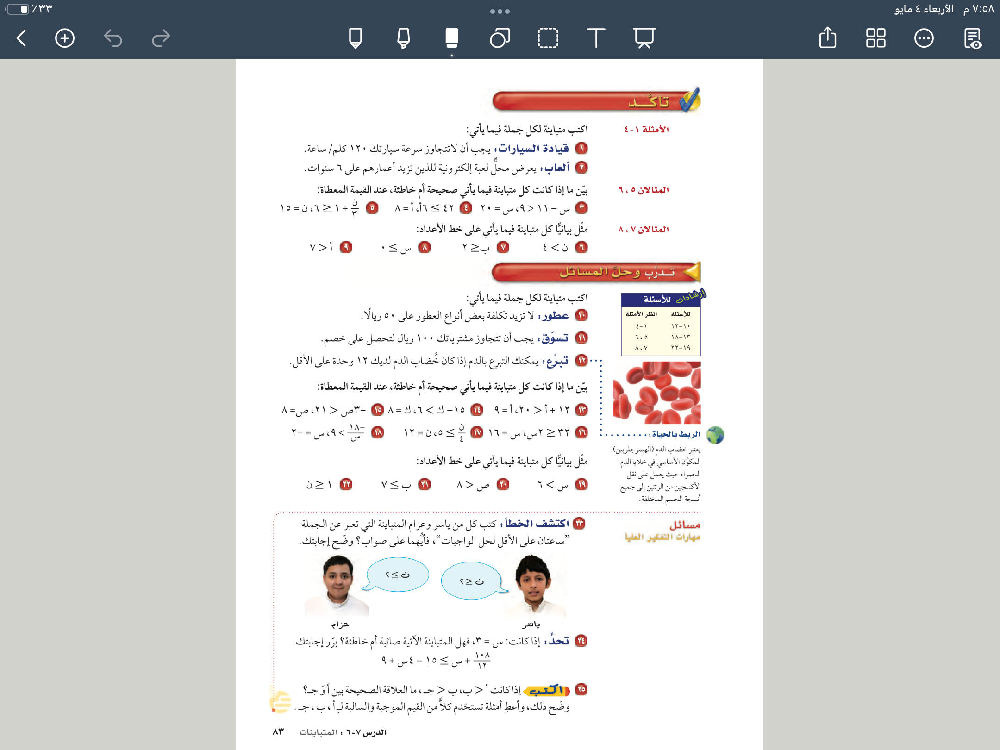 ٧:٥٨ م الأربعاء ٤ مايو
٪٣٣
تأكَّد
الأمثلة ١-٤
اكتب متباينة لكل جملة فيما يأتي:
١ قيادة السيارات: يجب أن لاتتجاوز سرعة سيارتك ١٢٠ كلم/ ساعة.
٢ ألعاب: يعرض محلٌّ لعبة إلكترونية للذين تزيد أعمارهم على ٦ سنوات.
المثالان ٥ ، ٦
بيّن ما إذا كانت كل متباينة فيما يأتي صحيحة أم خاطئة، عند القيمة المعطاة:
٣ س – ١١ < ٩، س = ٢٠ ٤ ٤٢ ≥ ٦أ، أ = ٨ ٥ ن/٣ + ١ ≤ ٦، ن = ١٥
المثالان ٧ ، ٨
مثّل بيانيًّا كل متباينة فيما يأتي على خط الأعداد:
٦ ن > ٤ ٧ ب ≤ ٢ ٨ س ≥ ٠ ٩ أ < ٧
تـدرَّب وحلَّ المسائل
إرشادات للأسئلة
للأسئلة انظر الأمثلة
١٠-١٢ ١-٤
١٣-١٨ ٥ ، ٦
١٩-٢٢ ٧ ، ٨
اكتب متباينة لكل جملة فيما يأتي:
١٠ عطور: لا تزيد تكلفة بعض أنواع العطور على ٥٠ ريالًا.
١١ تسوّق: يجب أن تتجاوز مشترياتك ١٠٠ ريال لتحصل على خصم.
١٢ تبرَّع: يمكنك التبرع بالدم إذا كان خُضاب الدم لديك ١٢ وحدة على الأقل.
بيّن ما إذا كانت كل متباينة فيما يأتي صحيحة أم خاطئة، عند القيمة المعطاة:
١٣ ١٢ + أ < ٢٠، أ = ٩ ١٤ ١٥ – ك > ٦، ك = ٨ ١٥ –٣ص < ٢١، ص= ٨
١٦ ٣٢ ≤ ٢س، س = ١٦ ١٧ ن/٤ ≥ ٥، ن = ١٢ ١٨ –١٨/س > ٩، س = –٢
الربط بالحياة:
يعتبر خضاب الدم (الهيموجلوبين)
المكوِّن الأساسي في خلايا الدم
الحمراء حيث يعمل على نقل
الأكسجين من الرئتين إلى جميع
أنسجة الجسم المختلفة.
مثّل بيانيًّا كل متباينة فيما يأتي على خط الأعداد:
١٩ س > ٦ ٢٠ ص < ٨ ٢١ ب ≥ ٧ ٢٢ ١ ≤ ن
مسائل
مهارات التفكير العليا
٢٣ اكتشف الخطأ: كتب كل من ياسر وعزام المتباينة التي تعبر عن الجملة
”ساعتان على الأقل لحل الواجبات“، فأيُّهما على صواب؟ وضّح إجابتك.
ن ≥ ٢
ن ≤ ٢
ياسر
عزام
٢٤ تحدٍّ: إذا كانت: س = ٣، فهل المتباينة الآتية صائبة أم خاطئة؟ برّر إجابتك.
١٠٨/١٢ + س ≥ ١٥ – ٤س + ٩
٢٥ اكتب إذا كانت أ < ب، ب < جـ ، ما العلاقة الصحيحة بين أ وَ جـ؟
وضّح ذلك، وأعطِ أمثلة تستخدم كلاًّ من القيم الموجبة والسالبة لـِ أ ، ب ، جـ .
الدرس ٧-٦ : المتباينات ٨٣